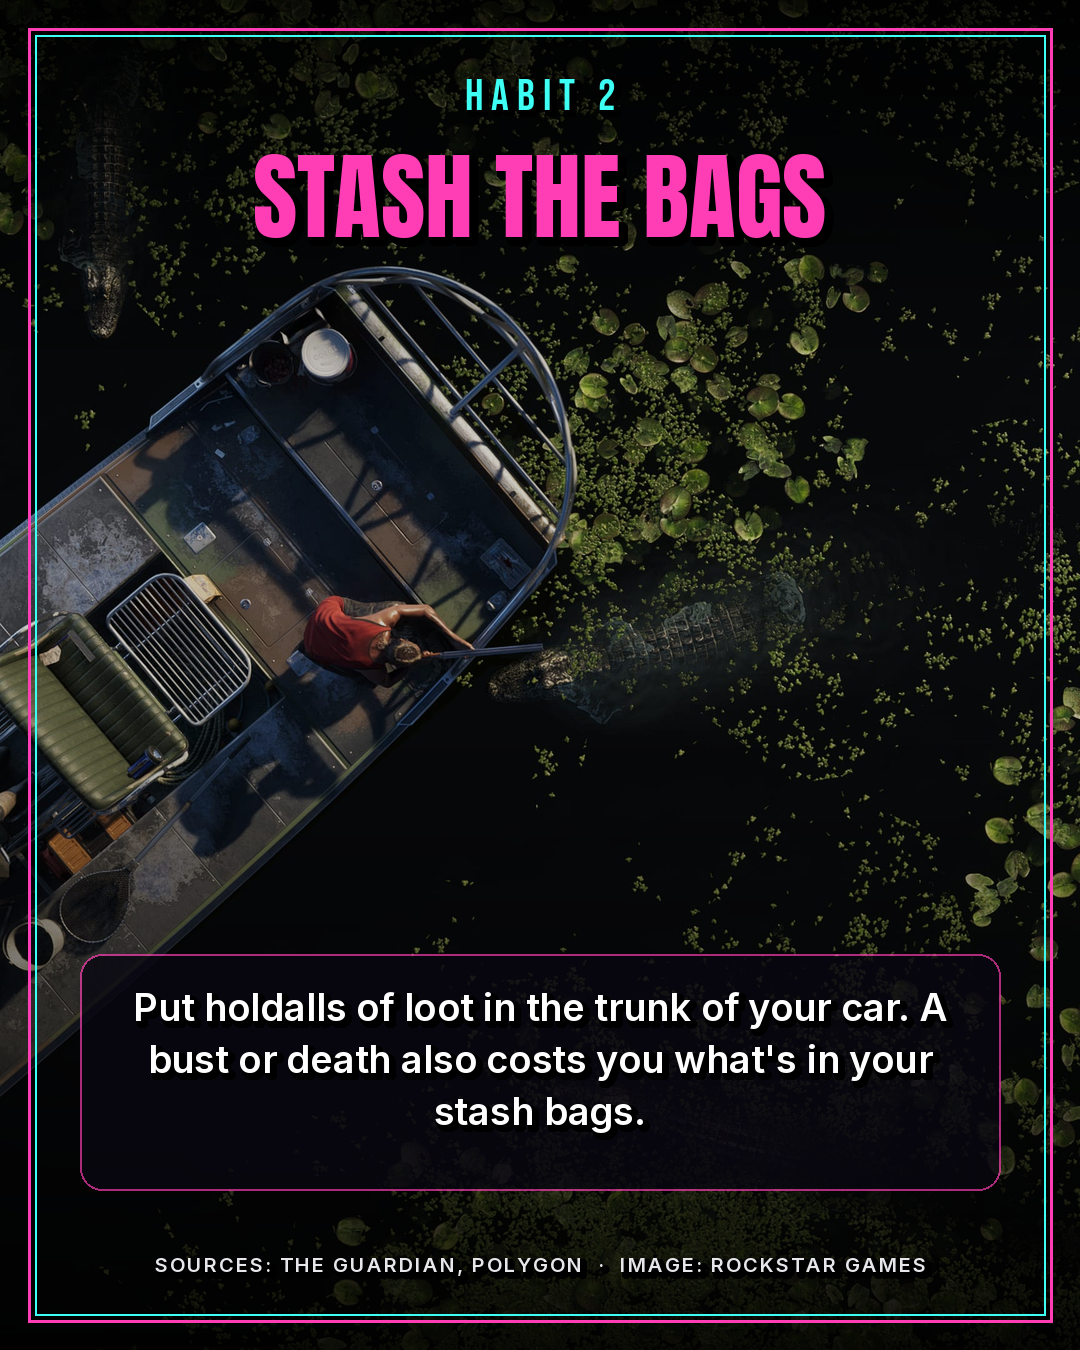 HABIT 2
STASH THE BAGS
Put holdalls of loot in the trunk of your car. A
bust or death also costs you what's in your
stash bags.
SOURCES: THE GUARDIAN, POLYGON · IMAGE: ROCKSTAR GAMES